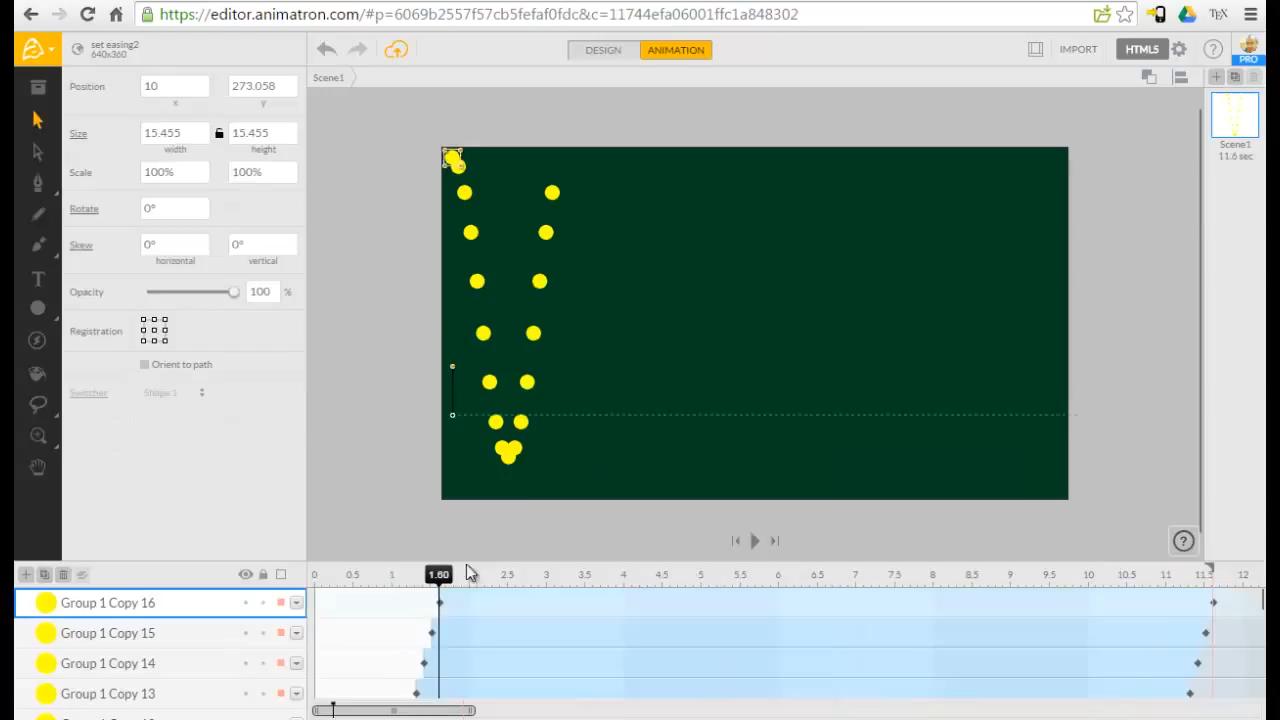 https://editor.animatron.com/#p=6069b2557f57cb5fefaf0fdc&c=11744efa06001ffc1a848302
TEX
set easing2
640x360
DESIGN
ANIMATION
IMPORT
HTML5
?
PRO
Scene1
Position
10
273.058
x
y
Size
15.455
15.455
width
height
Scale
100%
100%
Rotate
0°
Skew
0°
0°
horizontal
vertical
Opacity
100
%
Registration
Orient to path
Switcher
Shape 1
T
Scene1
11.6 sec
?
0 0.5 1 1.60 2.5 3 3.5 4 4.5 5 5.5 6 6.5 7 7.5 8 8.5 9 9.5 10 10.5 11 11.5 12
Group 1 Copy 16
Group 1 Copy 15
Group 1 Copy 14
Group 1 Copy 13